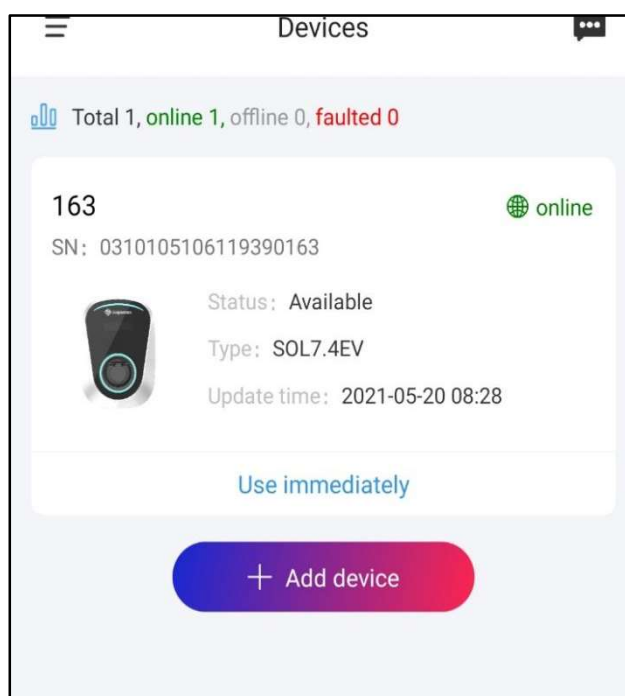 Devices
Total 1, online 1, offline 0, faulted 0
163
online
SN: 0310105106119390163
Status: Available
Type: SOL7.4EV
Update time: 2021-05-20 08:28
Use immediately
+ Add device